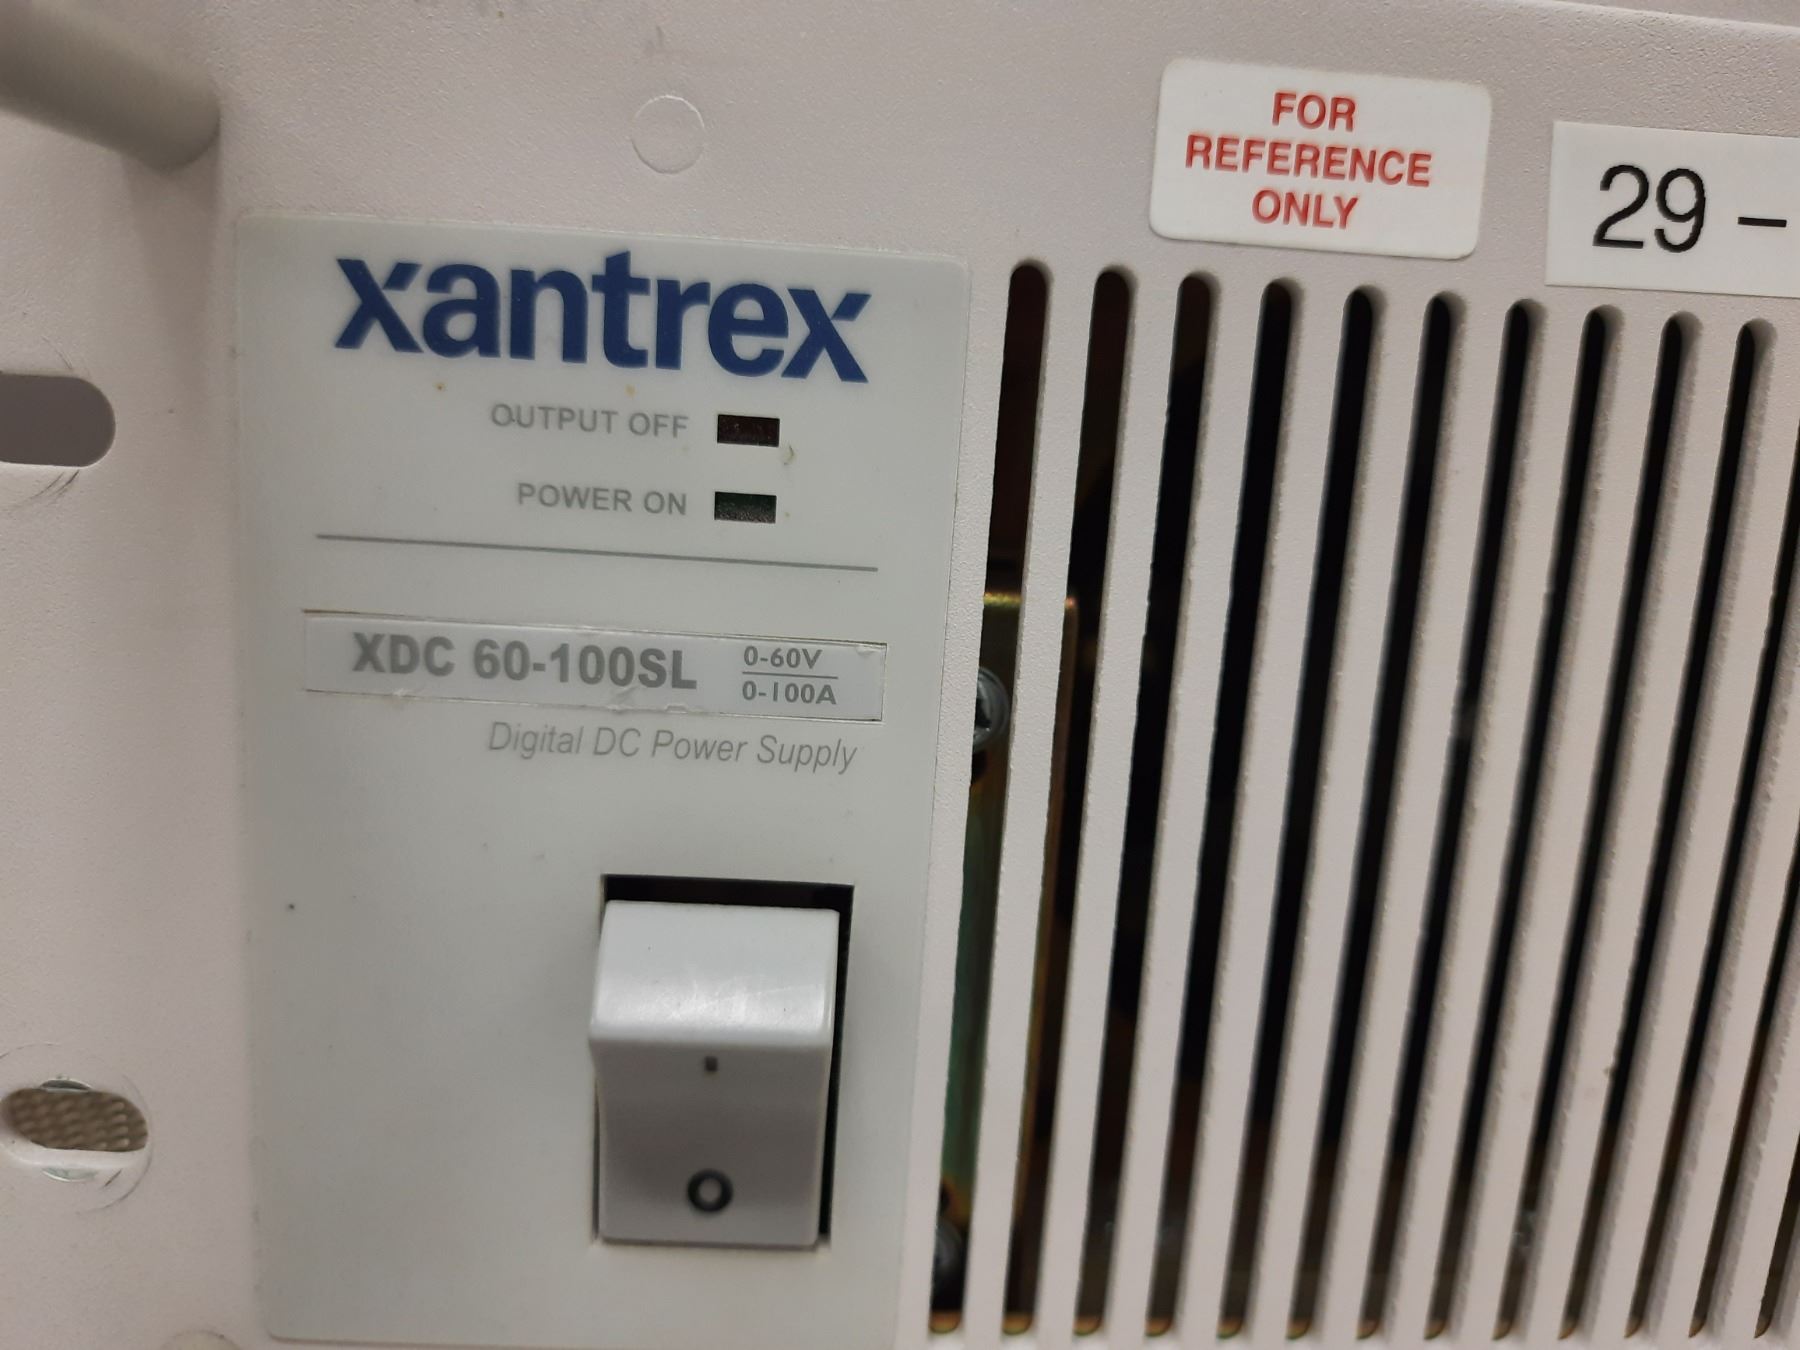 FOR
REFERENCE
ONLY
29 –
xantrex
OUTPUT OFF
POWER ON
XDC 60-100SL
0-60V
0-100A
Digital DC Power Supply